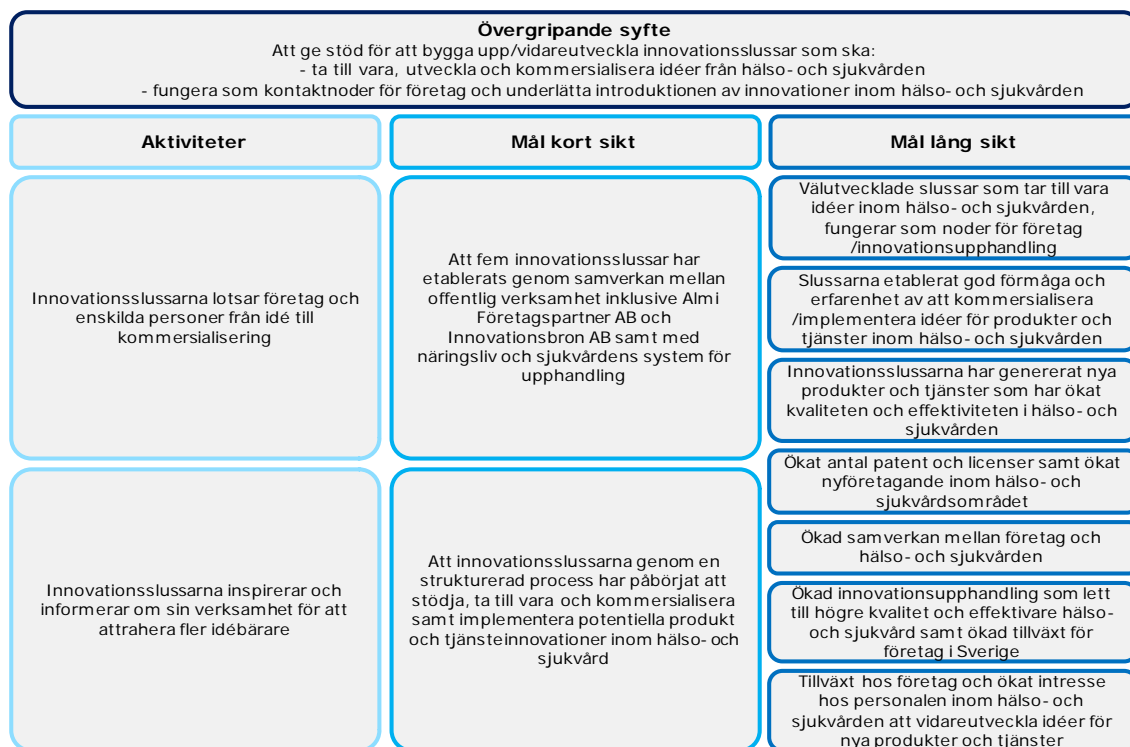 Övergripande syfte
Att ge stöd för att bygga upp/vidareutveckla innovationsslussar som ska:
- ta till vara, utveckla och kommersialisera idéer från hälso- och sjukvården
- fungera som kontaktnoder för företag och underlätta introduktionen av innovationer inom hälso- och sjukvården
Aktiviteter
Mål kort sikt
Mål lång sikt
Innovationsslussarna lotsar företag och
enskilda personer från idé till
kommersialisering
Innovationsslussarna inspirerar och
informerar om sin verksamhet för att
attrahera fler idébärare
Att fem innovationsslussar har
etablerats genom samverkan mellan
offentlig verksamhet inklusive Almi
Företagspartner AB och
Innovationsbron AB samt med
näringsliv och sjukvårdens system för
upphandling
Att innovationsslussarna genom en
strukturerad process har påbörjat att
stödja, ta till vara och kommersialisera
samt implementera potentiella produkt
och tjänsteinnovationer inom hälso- och
sjukvård
Välutvecklade slussar som tar till vara
idéer inom hälso- och sjukvården,
fungerar som noder för företag
/innovationsupphandling
Slussarna etablerat god förmåga och
erfarenhet av att kommersialisera
/implementera idéer för produkter och
tjänster inom hälso- och sjukvården
Innovationsslussarna har genererat nya
produkter och tjänster som har ökat
kvaliteten och effektiviteten i hälso- och
sjukvården
Ökat antal patent och licenser samt ökat
nyföretagande inom hälso- och
sjukvårdsområdet
Ökad samverkan mellan företag och
hälso- och sjukvården
Ökad innovationsupphandling som lett
till högre kvalitet och effektivare hälso-
och sjukvård samt ökad tillväxt för
företag i Sverige
Tillväxt hos företag och ökat intresse
hos personalen inom hälso- och
sjukvården att vidareutveckla idéer för
nya produkter och tjänster